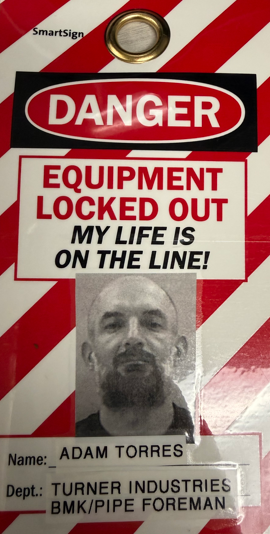 SmartSign
DANGER
EQUIPMENT
LOCKED OUT
MY LIFE IS
ON THE LINE!
Name: ADAM TORRES
Dept.: TURNER INDUSTRIES
BMK/PIPE FOREMAN